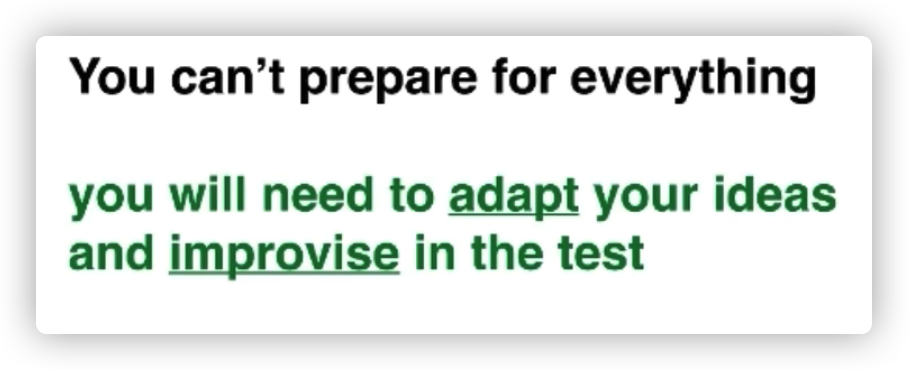 You can’t prepare for everything
you will need to adapt your ideas
and improvise in the test